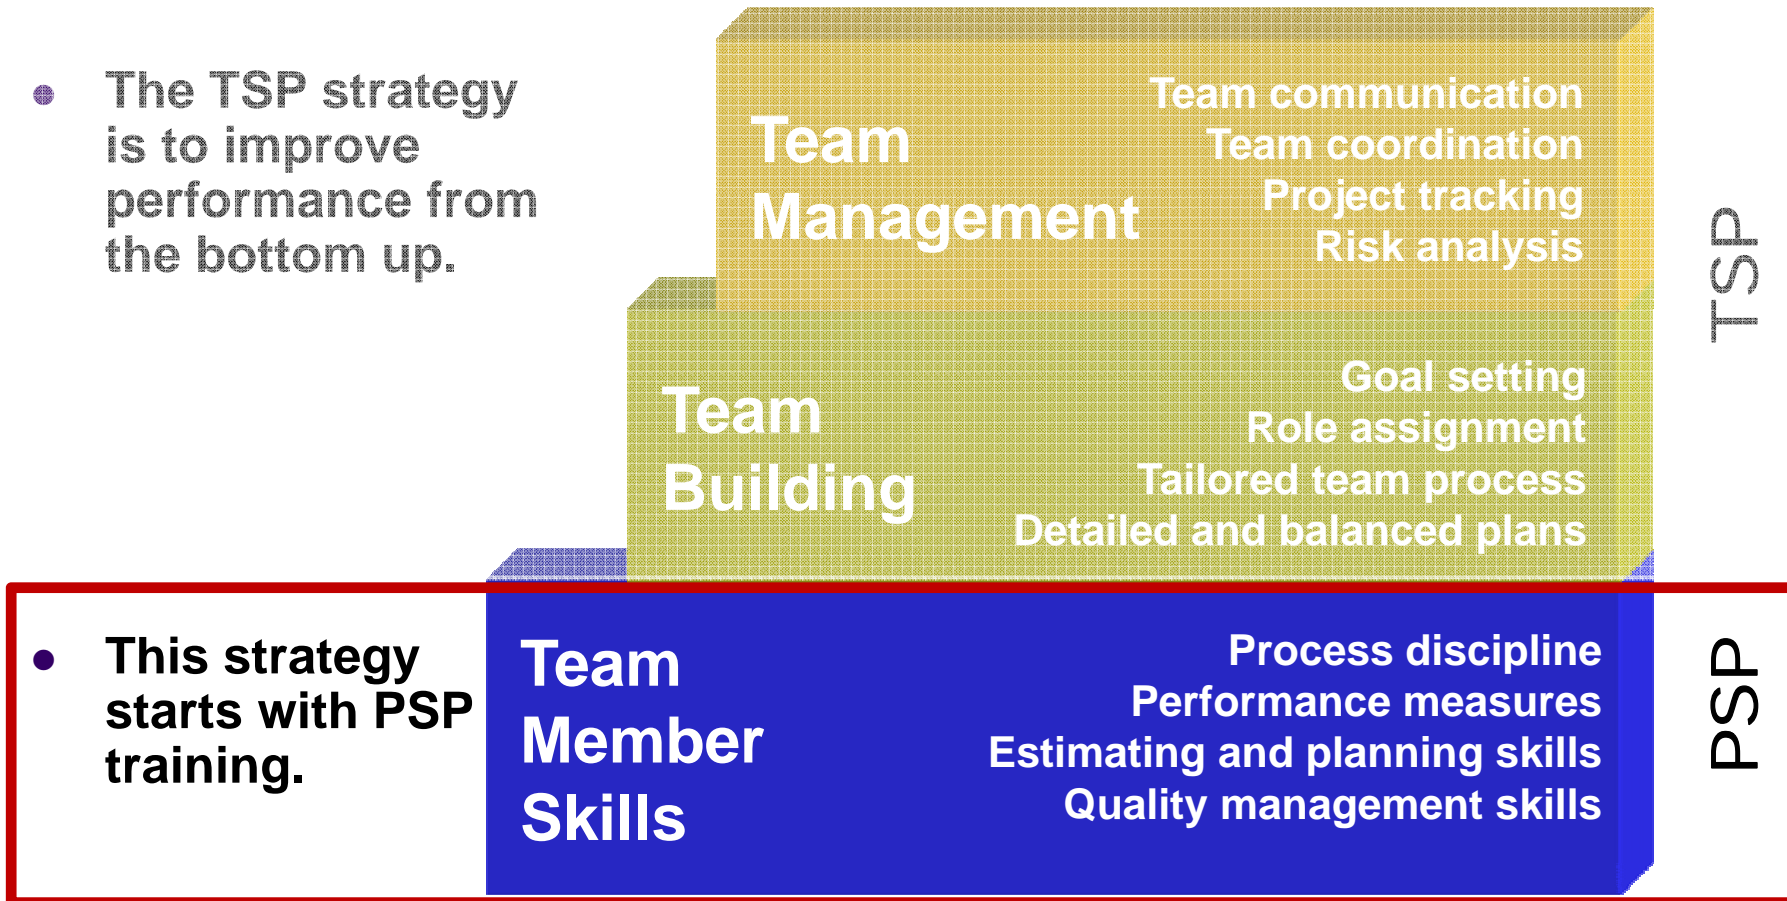 • The TSP strategy
is to improve
performance from
the bottom up.
Team
Management
Team communication
Team coordination
Project tracking
Risk analysis
TSP
Team
Building
Goal setting
Role assignment
Tailored team process
Detailed and balanced plans
• This strategy
starts with PSP
training.
Team
Member
Skills
Process discipline
Performance measures
Estimating and planning skills
Quality management skills
PSP